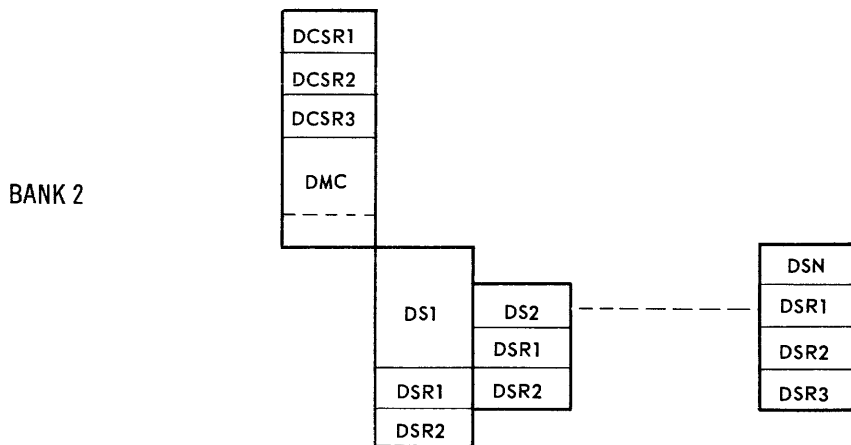 DCSR1
DCSR2
DCSR3
DMC
BANK 2
DS1
DSR1
DSR2
DS2
DSR1
DSR2
DSN
DSR1
DSR2
DSR3